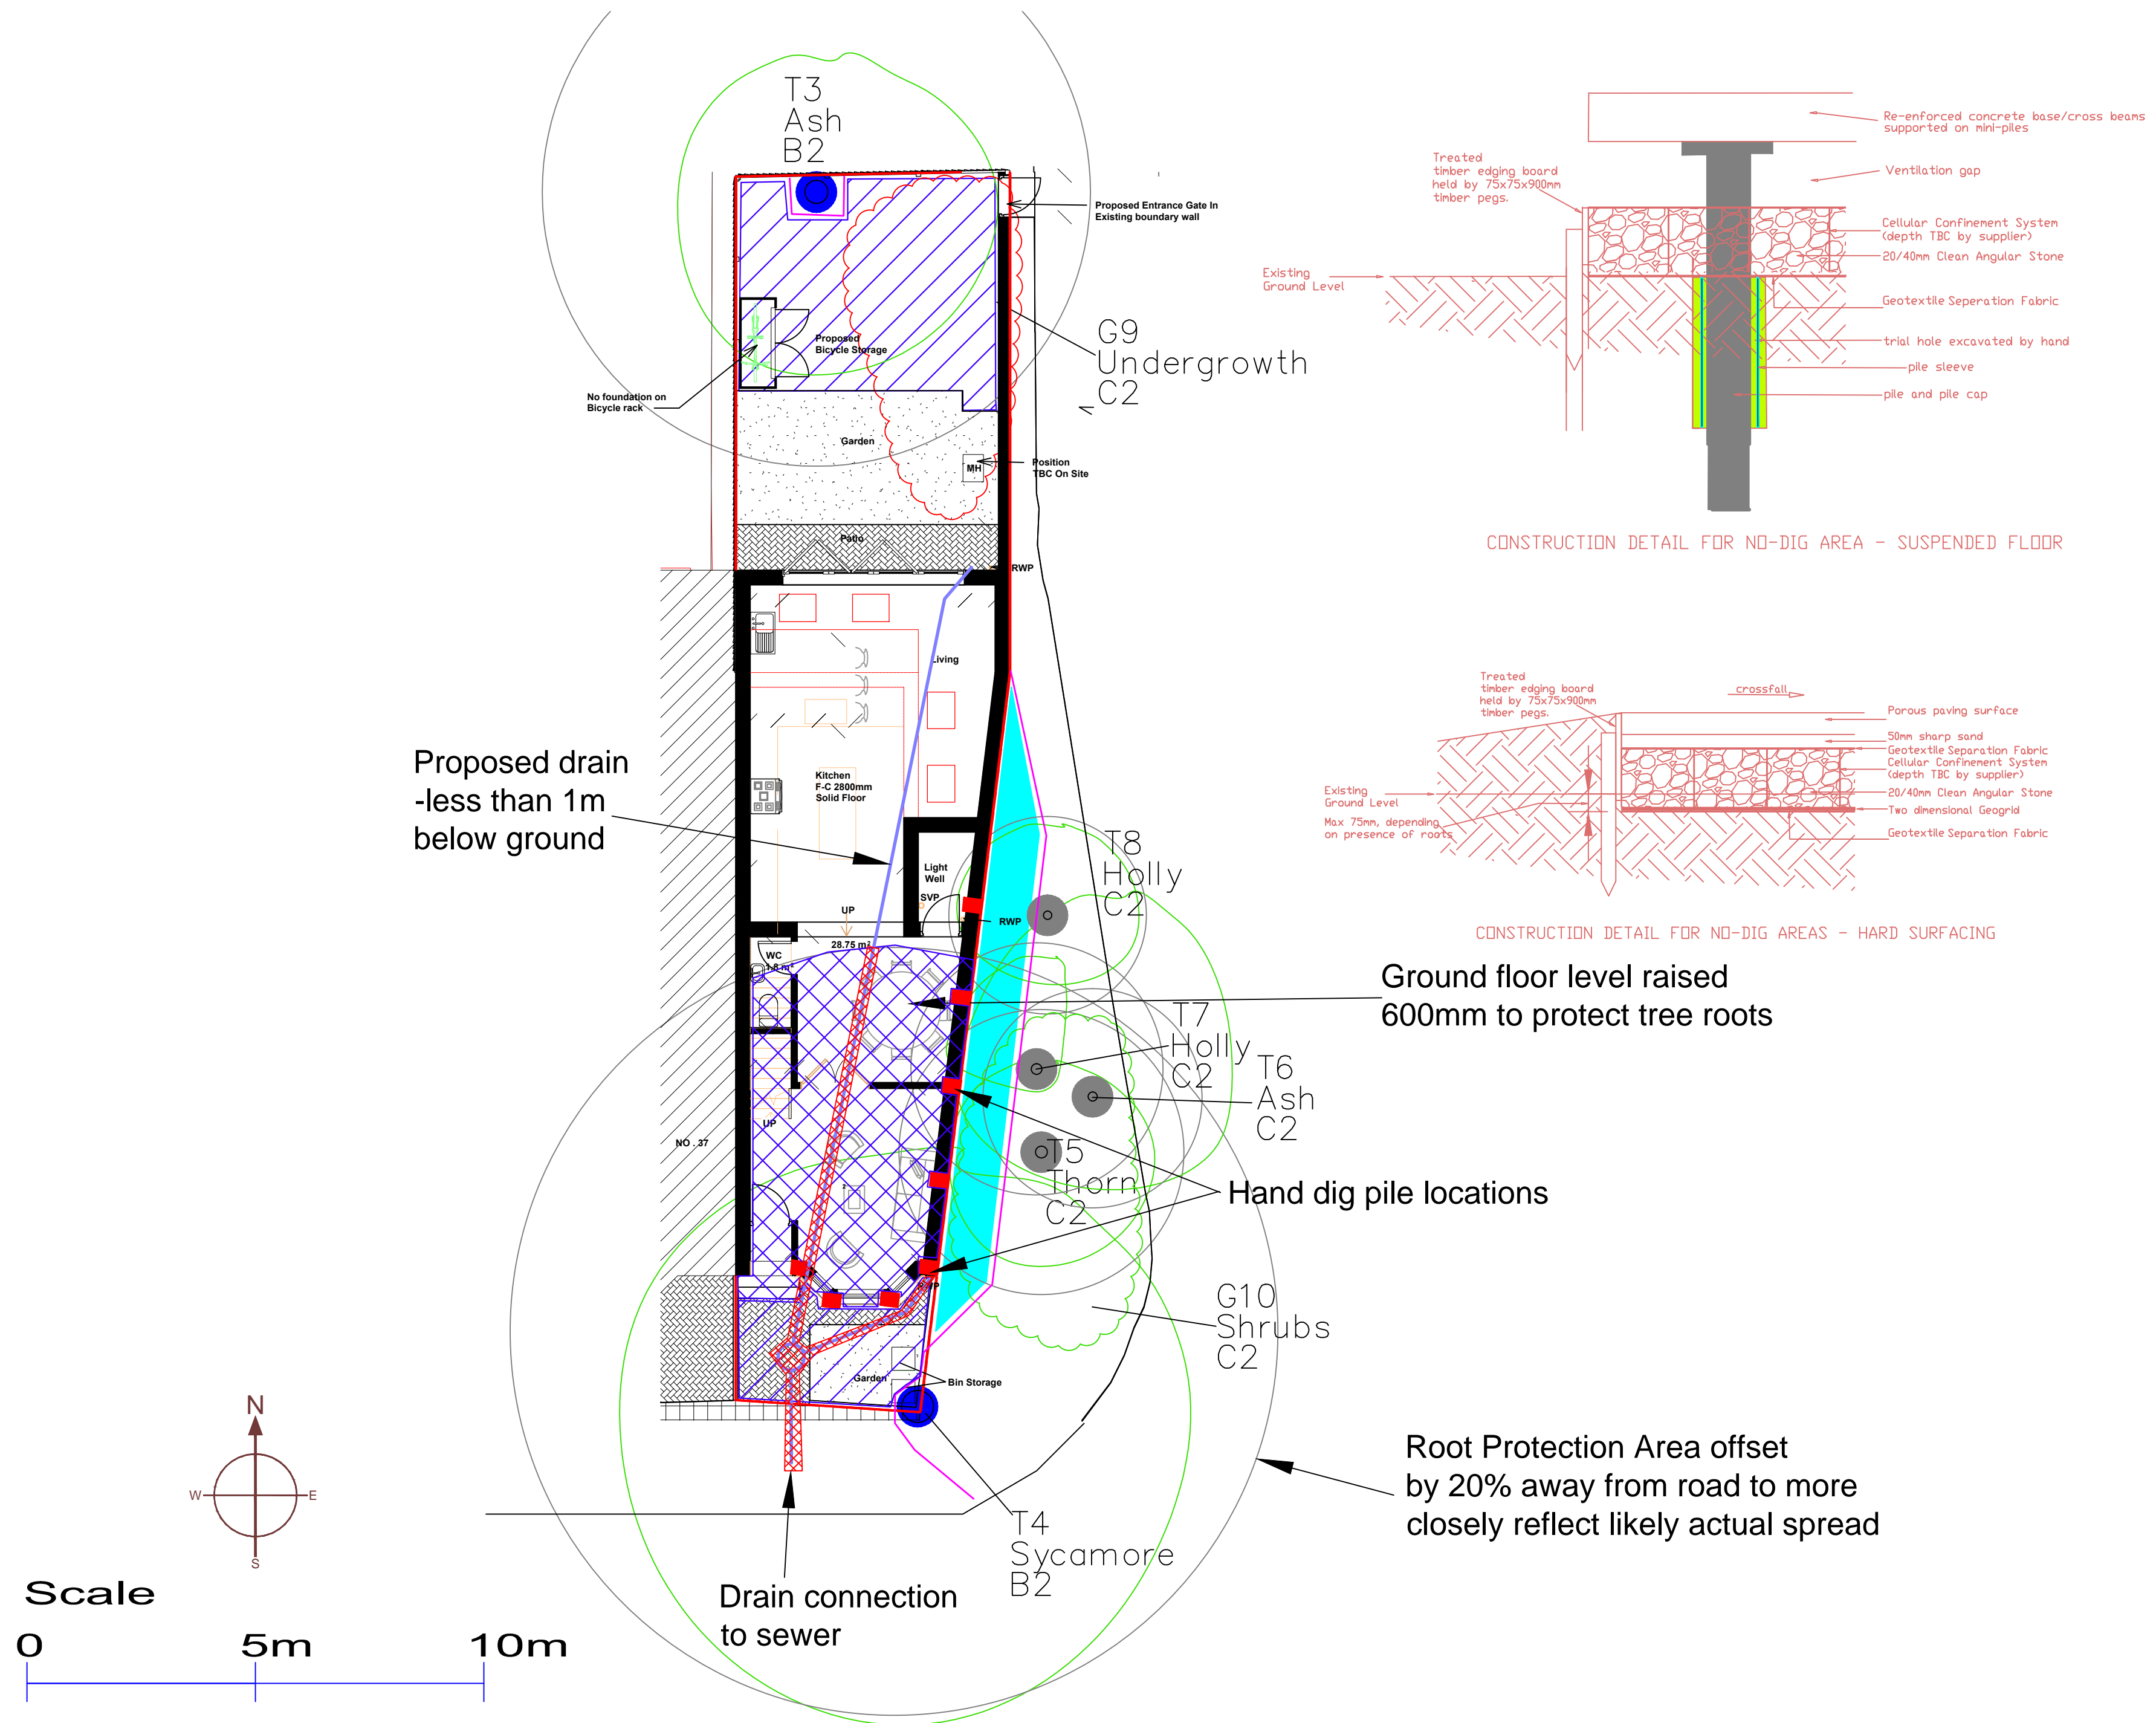 T3
Ash
B2
Proposed Entrance Gate In
Existing boundary wall
G9
Undergrowth
C2
Proposed
Bicycle Storage
No foundation on
Bicycle rack
Garden
MH
Position
TBC On Site
Patio
RWP
Living
Proposed drain
-less than 1m
below ground
Kitchen
F-C 2800mm
Solid Floor
Light
Well
SVP
UP
RWP
28.75 m²
WC
1.8 m²
T8
Holly
C2
Ground floor level raised
600mm to protect tree roots
T7
Holly
C2
T6
Ash
C2
UP
NO . 37
T5
Thorn
C2
Hand dig pile locations
G10
Shrubs
C2
Garden
Bin Storage
Root Protection Area offset
by 20% away from road to more
closely reflect likely actual spread
T4
Sycamore
B2
Drain connection
to sewer
N
W
E
S
Scale
0
5m
10m
Re-enforced concrete base/cross beams
supported on mini-piles
Treated
timber edging board
held by 75x75x900mm
timber pegs.
Ventilation gap
Cellular Confinement System
(depth TBC by supplier)
20/40mm Clean Angular Stone
Existing
Ground Level
Geotextile Seperation Fabric
trial hole excavated by hand
pile sleeve
pile and pile cap
CONSTRUCTION DETAIL FOR NO-DIG AREA - SUSPENDED FLOOR
Treated
timber edging board
held by 75x75x900mm
timber pegs.
crossfall
Porous paving surface
50mm sharp sand
Geotextile Separation Fabric
Cellular Confinement System
(depth TBC by supplier)
Existing
Ground Level
20/40mm Clean Angular Stone
Max 75mm, depending
on presence of roots
Two dimensional Geogrid
Geotextile Separation Fabric
CONSTRUCTION DETAIL FOR NO-DIG AREAS - HARD SURFACING